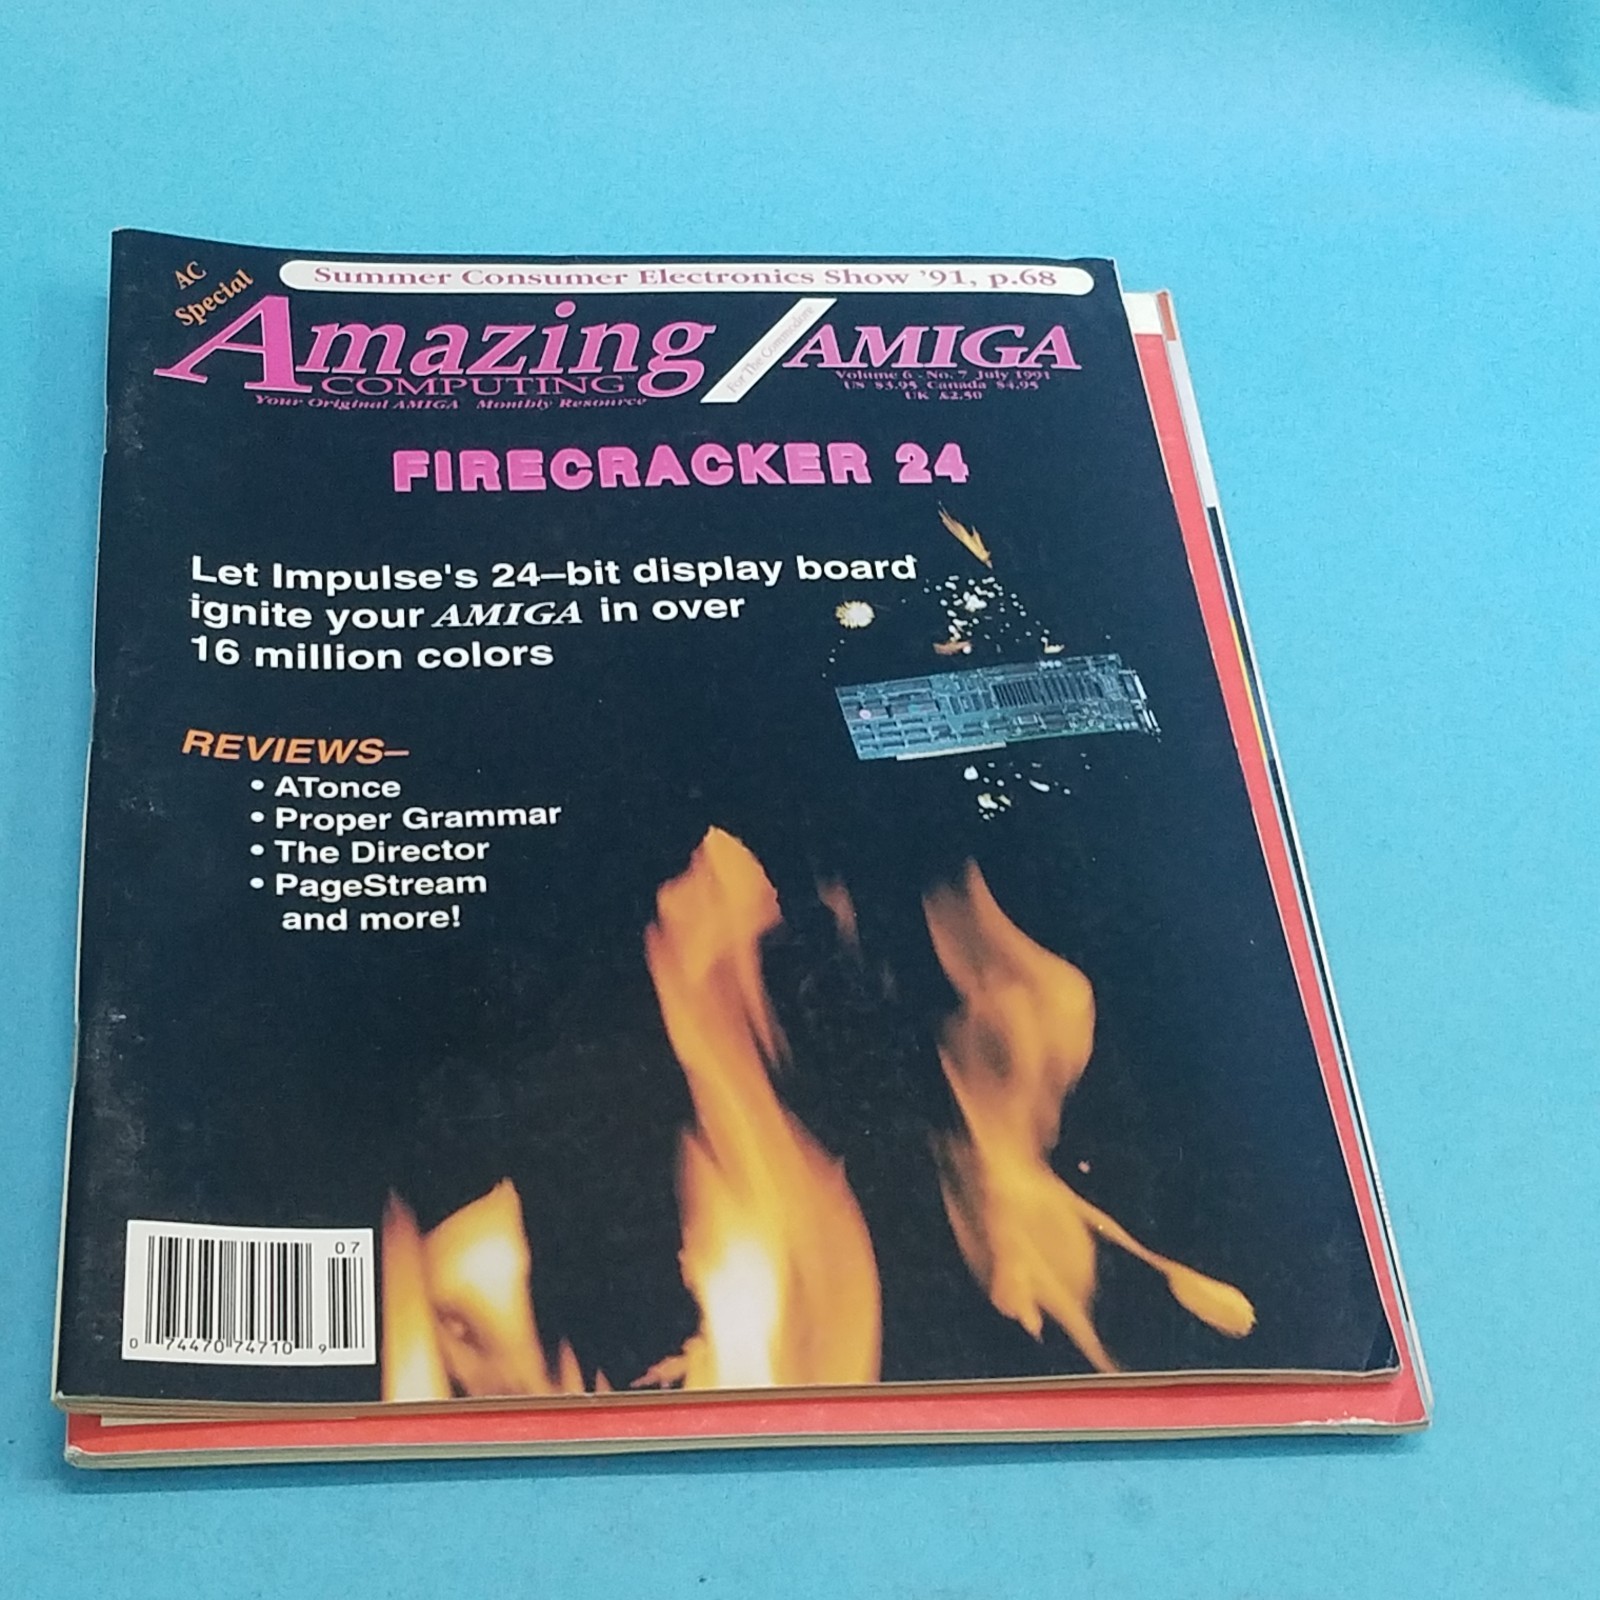 AC
Special
Summer Consumer Electronics Show '91, p.68
Amazing
COMPUTING
For The Commodore
AMIGA
Your Original AMIGA Monthly Resource
Volume 6 - No. 7 July 1991
US $3.95 Canada $4.95
UK £2.50
FIRECRACKER 24
Let Impulse's 24-bit display board
ignite your AMIGA in over
16 million colors
REVIEWS-
• ATonce
• Proper Grammar
• The Director
• PageStream
and more!
07
0 74470 74710 9